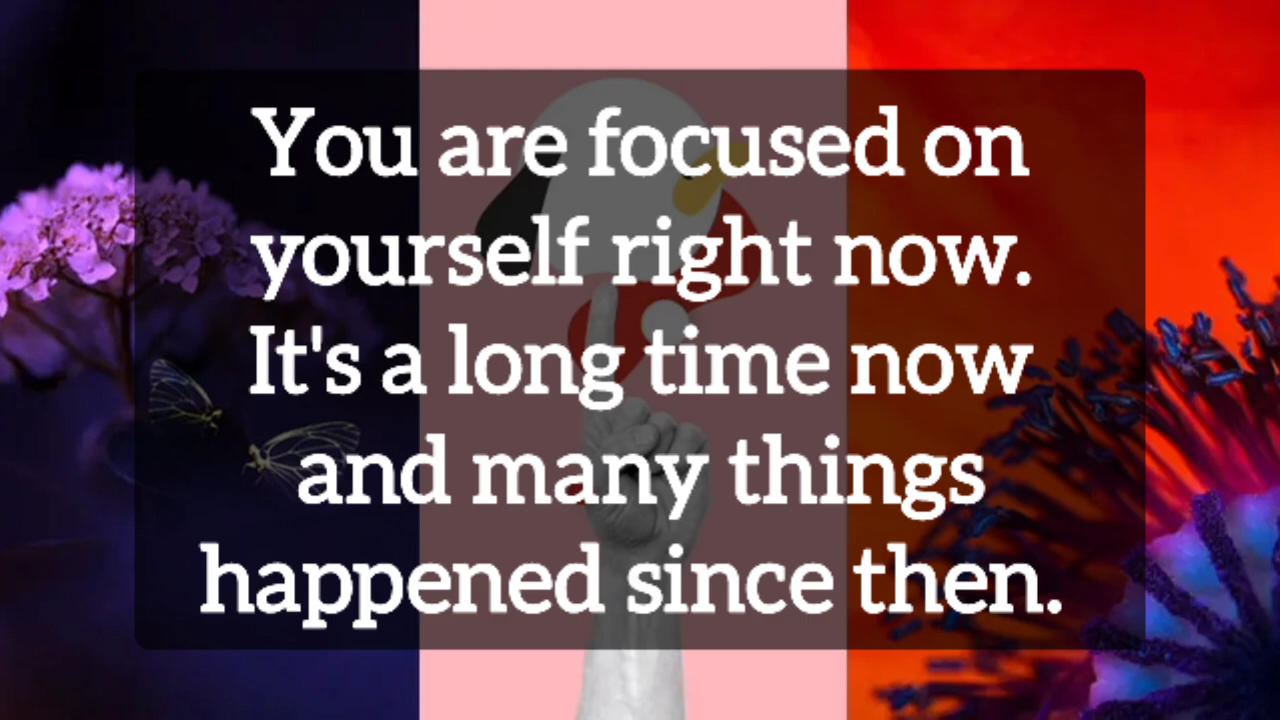 You are focused on
yourself right now.
It's a long time now
and many things
happened since then.